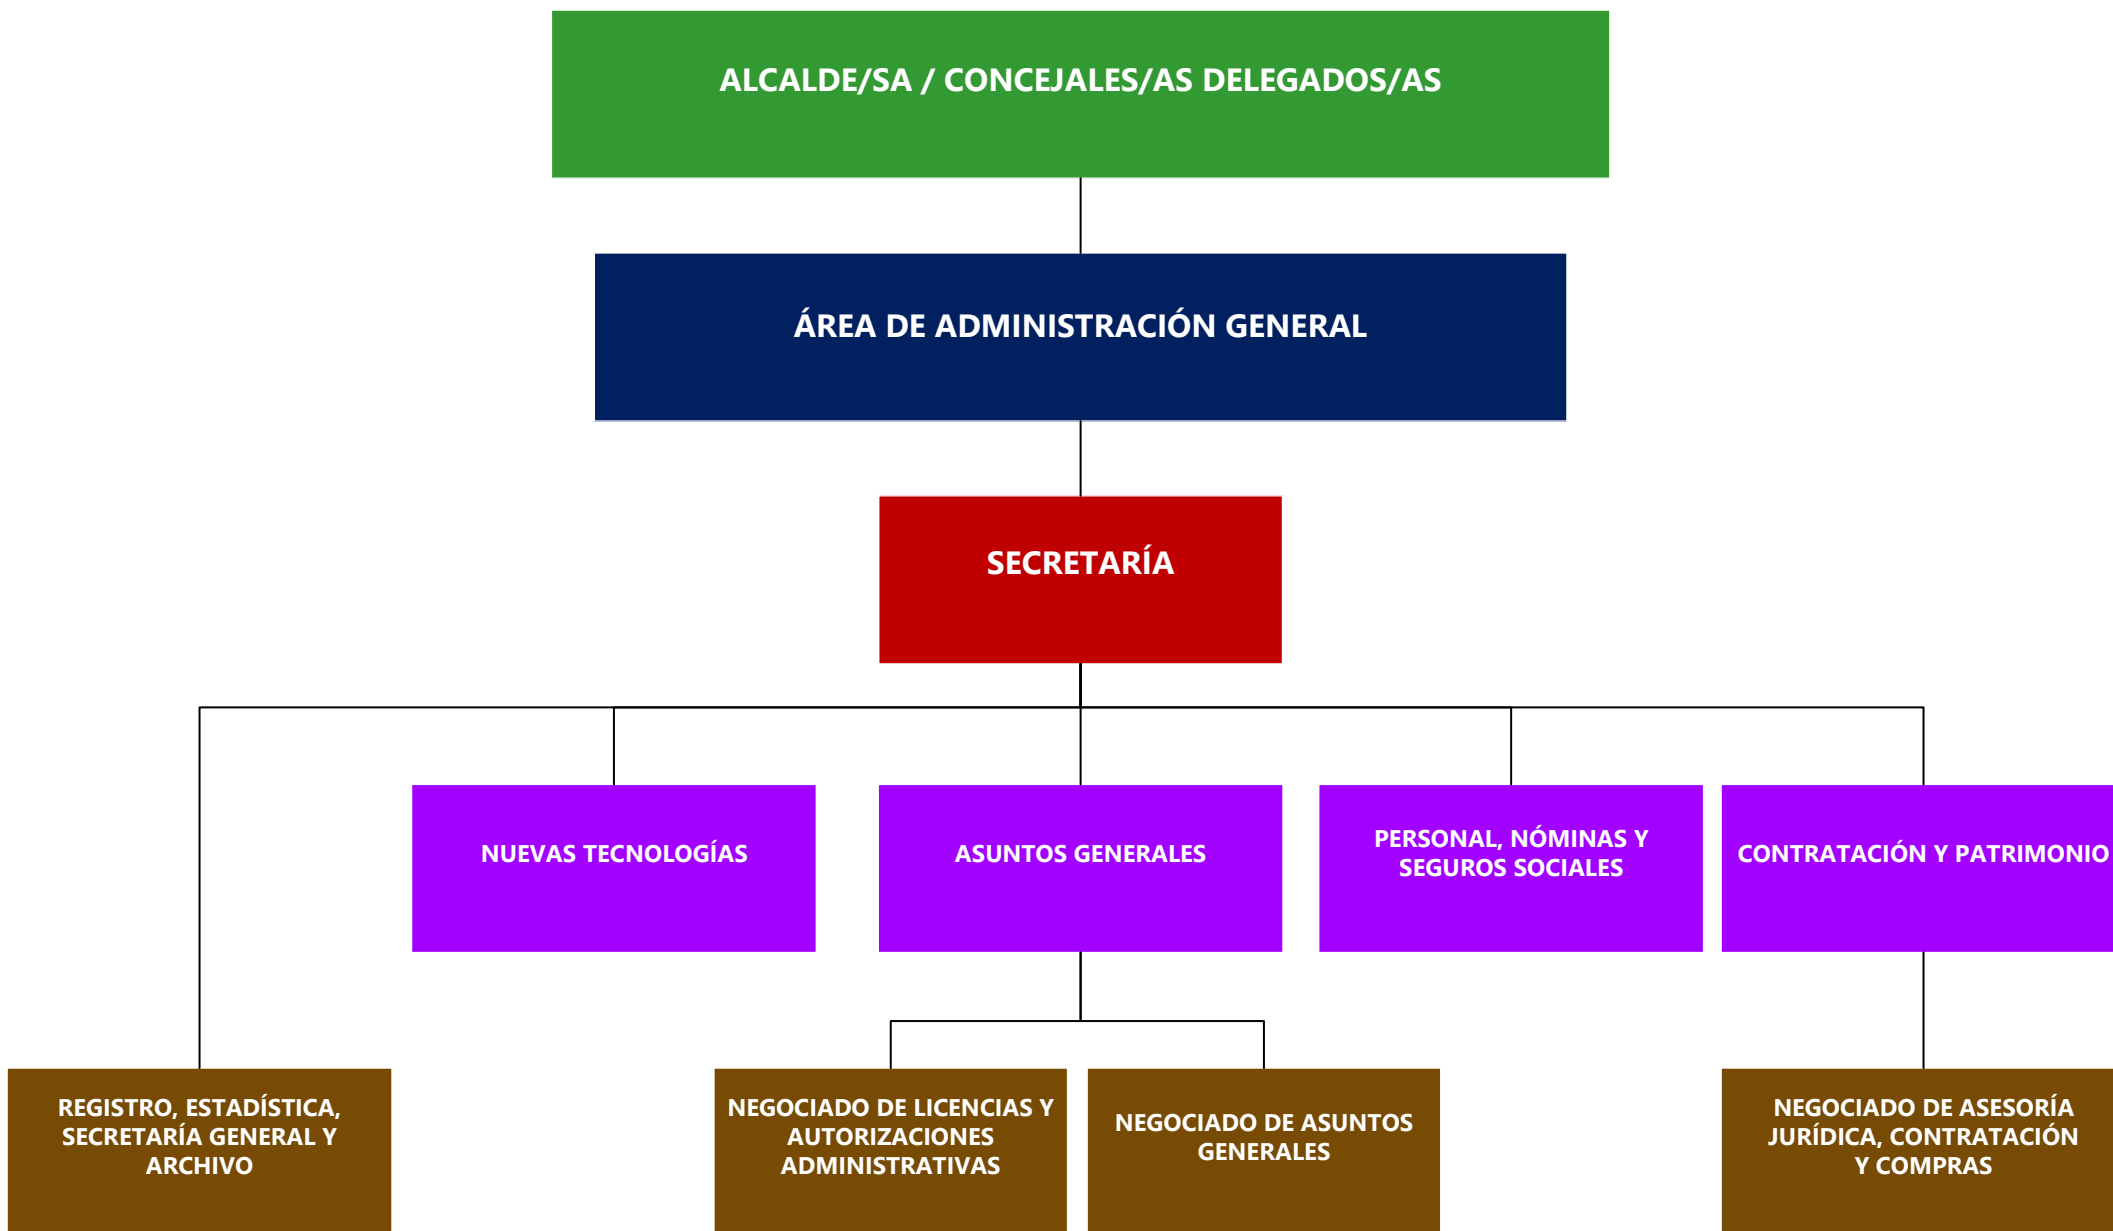 ALCALDE/SA / CONCEJALES/AS DELEGADOS/AS
ÁREA DE ADMINISTRACIÓN GENERAL
SECRETARÍA
NUEVAS TECNOLOGÍAS
ASUNTOS GENERALES
PERSONAL, NÓMINAS Y
SEGUROS SOCIALES
CONTRATACIÓN Y PATRIMONIO
REGISTRO, ESTADÍSTICA,
SECRETARÍA GENERAL Y
ARCHIVO
NEGOCIADO DE LICENCIAS Y
AUTORIZACIONES
ADMINISTRATIVAS
NEGOCIADO DE ASUNTOS
GENERALES
NEGOCIADO DE ASESORÍA
JURÍDICA, CONTRATACIÓN
Y COMPRAS